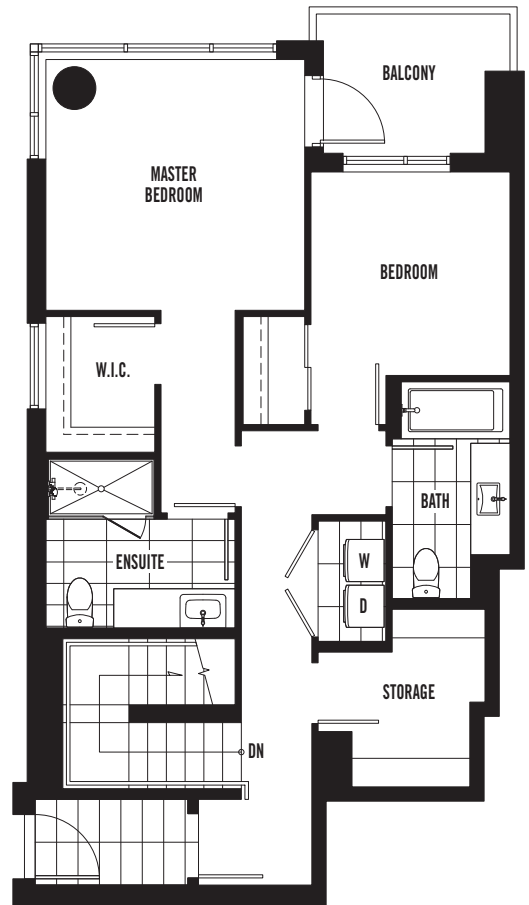 BALCONY
MASTER
BEDROOM
BEDROOM
W.I.C.
BATH
ENSUITE
W
D
STORAGE
DN